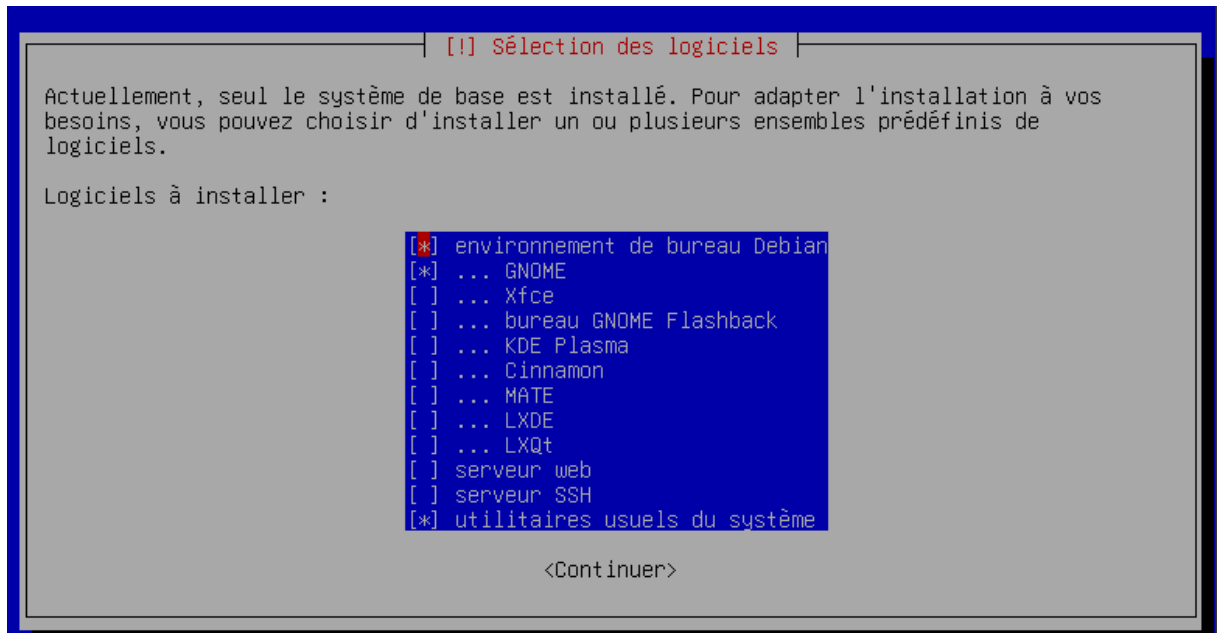 [!] Sélection des logiciels
Actuellement, seul le système de base est installé. Pour adapter l'installation à vos
besoins, vous pouvez choisir d'installer un ou plusieurs ensembles prédéfinis de
logiciels.
Logiciels à installer :
[*] environnement de bureau Debian
[*] ... GNOME
[ ] ... Xfce
[ ] ... bureau GNOME Flashback
[ ] ... KDE Plasma
[ ] ... Cinnamon
[ ] ... MATE
[ ] ... LXDE
[ ] ... LXQt
[ ] serveur web
[ ] serveur SSH
[*] utilitaires usuels du système
<Continuer>